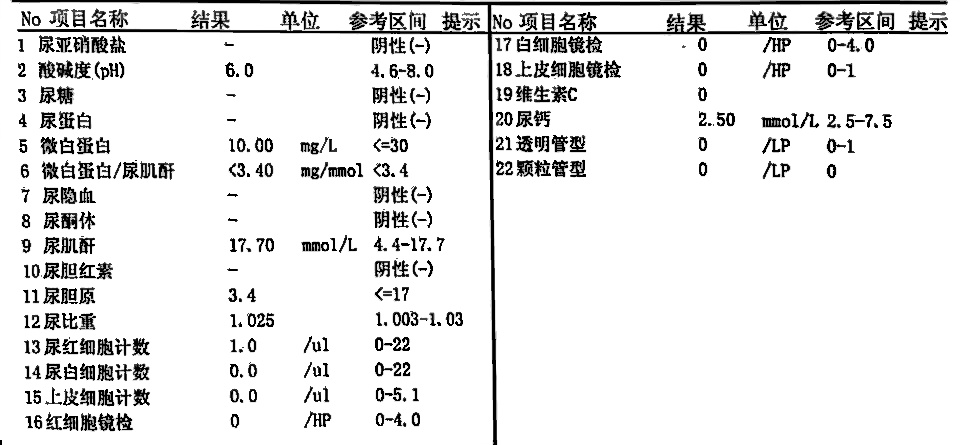 No 项目名称 结果 单位 参考区间 提示
1 尿亚硝酸盐 - 阴性(-)
2 酸碱度(pH) 6.0 4.6-8.0
3 尿糖 - 阴性(-)
4 尿蛋白 - 阴性(-)
5 微白蛋白 10.00 mg/L <=30
6 微白蛋白/尿肌酐 <3.40 mg/mmol <3.4
7 尿隐血 - 阴性(-)
8 尿酮体 - 阴性(-)
9 尿肌酐 17.70 mmol/L 4.4-17.7
10 尿胆红素 - 阴性(-)
11 尿胆原 3.4 <=17
12 尿比重 1.025 1.003-1.03
13 尿红细胞计数 1.0 /ul 0-22
14 尿白细胞计数 0.0 /ul 0-22
15 上皮细胞计数 0.0 /ul 0-5.1
16 红细胞镜检 0 /HP 0-4.0
No 项目名称 结果 单位 参考区间 提示
17 白细胞镜检 0 /HP 0-4.0
18 上皮细胞镜检 0 /HP 0-1
19 维生素C 0
20 尿钙 2.50 mmol/L 2.5-7.5
21 透明管型 0 /LP 0-1
22 颗粒管型 0 /LP 0